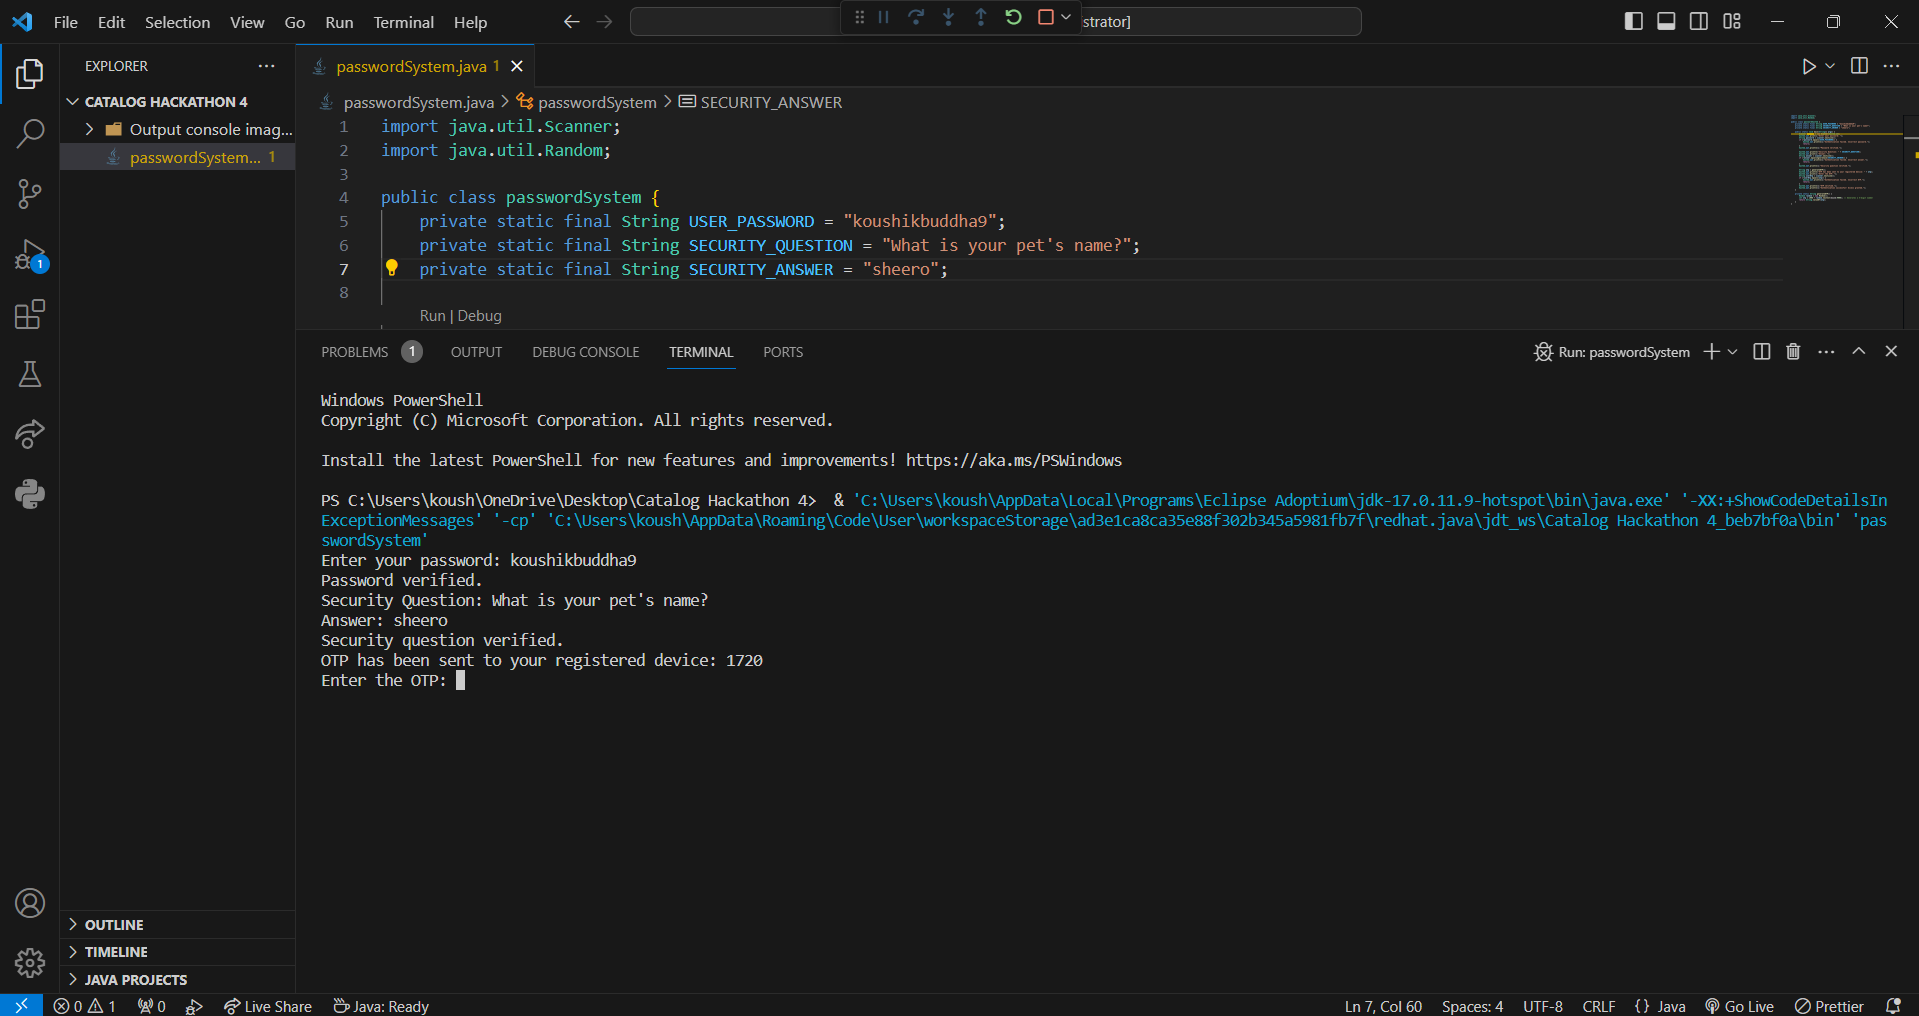 File Edit Selection View Go Run Terminal Help strator]
EXPLORER
CATALOG HACKATHON 4
Output console imag...
passwordSystem... 1
passwordSystem.java 1
passwordSystem.java > passwordSystem > SECURITY_ANSWER
1 import java.util.Scanner;
2 import java.util.Random;
3
4 public class passwordSystem {
5 private static final String USER_PASSWORD = "koushikbuddha9";
6 private static final String SECURITY_QUESTION = "What is your pet's name?";
7 private static final String SECURITY_ANSWER = "sheero";
8
Run | Debug
PROBLEMS 1 OUTPUT DEBUG CONSOLE TERMINAL PORTS
Run: passwordSystem
Windows PowerShell
Copyright (C) Microsoft Corporation. All rights reserved.
Install the latest PowerShell for new features and improvements! https://aka.ms/PSWindows
PS C:\Users\koush\OneDrive\Desktop\Catalog Hackathon 4>  & 'C:\Users\koush\AppData\Local\Programs\Eclipse Adoptium\jdk-17.0.11.9-hotspot\bin\java.exe' '-XX:+ShowCodeDetailsIn
ExceptionMessages' '-cp' 'C:\Users\koush\AppData\Roaming\Code\User\workspaceStorage\ad3e1ca8ca35e88f302b345a5981fb7f\redhat.java\jdt_ws\Catalog Hackathon 4_beb7bf0a\bin' 'pas
swordSystem'
Enter your password: koushikbuddha9
Password verified.
Security Question: What is your pet's name?
Answer: sheero
Security question verified.
OTP has been sent to your registered device: 1720
Enter the OTP:
1
OUTLINE
TIMELINE
JAVA PROJECTS
0 1 0 Live Share Java: Ready Ln 7, Col 60 Spaces: 4 UTF-8 CRLF {} Java Go Live Prettier